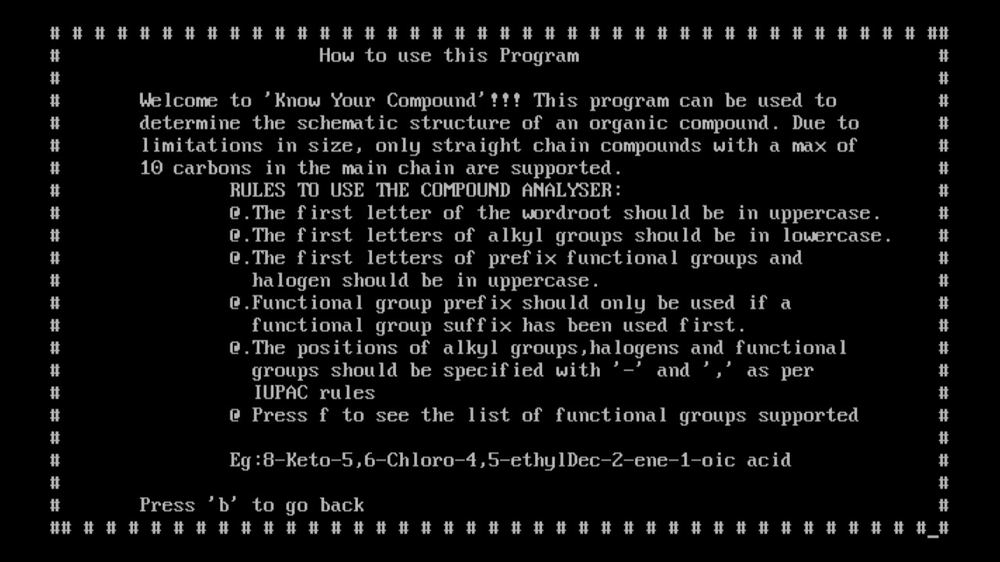 # # # # # # # # # # # # # # # # # # # # # # # # # # # # # # # # # # # # # # # ##
# How to use this Program #
# #
# Welcome to 'Know Your Compound'!!! This program can be used to #
# determine the schematic structure of an organic compound. Due to #
# limitations in size, only straight chain compounds with a max of #
# 10 carbons in the main chain are supported. #
# RULES TO USE THE COMPOUND ANALYSER: #
# @.The first letter of the wordroot should be in uppercase. #
# @.The first letters of alkyl groups should be in lowercase. #
# @.The first letters of prefix functional groups and #
# halogen should be in uppercase. #
# @.Functional group prefix should only be used if a #
# functional group suffix has been used first. #
# @.The positions of alkyl groups,halogens and functional #
# groups should be specified with '-' and ',' as per #
# IUPAC rules #
# @ Press f to see the list of functional groups supported #
# #
# Eg:8-Keto-5,6-Chloro-4,5-ethylDec-2-ene-1-oic acid #
# #
# Press 'b' to go back #
## # # # # # # # # # # # # # # # # # # # # # # # # # # # # # # # # # # # # # #_#